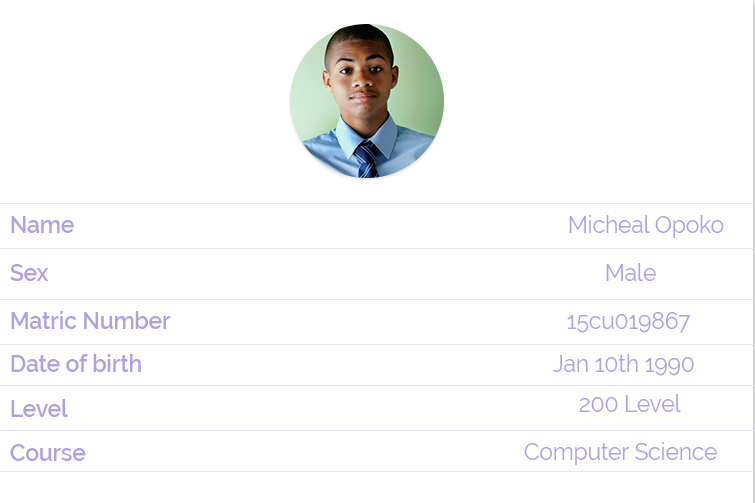 Name Micheal Opoko
Sex Male
Matric Number 15cu019867
Date of birth Jan 10th 1990
Level 200 Level
Course Computer Science